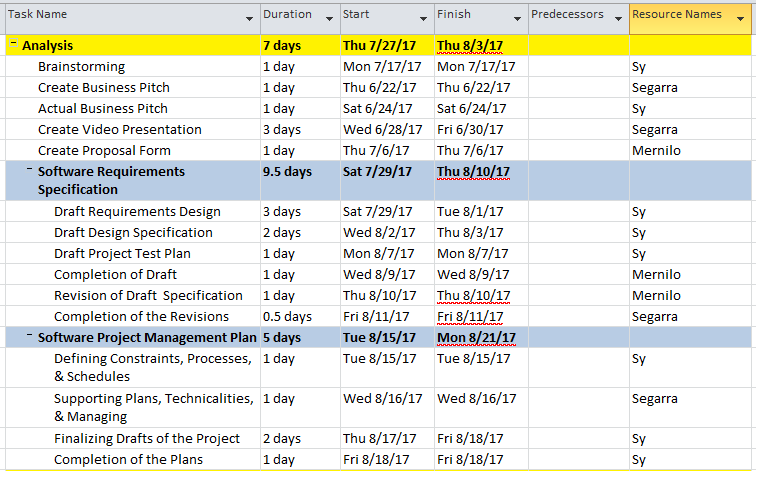 Task Name Duration Start Finish Predecessors Resource Names
Analysis 7 days Thu 7/27/17 Thu 8/3/17
Brainstorming 1 day Mon 7/17/17 Mon 7/17/17 Sy
Create Business Pitch 1 day Thu 6/22/17 Thu 6/22/17 Segarra
Actual Business Pitch 1 day Sat 6/24/17 Sat 6/24/17 Sy
Create Video Presentation 3 days Wed 6/28/17 Fri 6/30/17 Segarra
Create Proposal Form 1 day Thu 7/6/17 Thu 7/6/17 Mernilo
Software Requirements 9.5 days Sat 7/29/17 Thu 8/10/17
Specification
Draft Requirements Design 3 days Sat 7/29/17 Tue 8/1/17 Sy
Draft Design Specification 2 days Wed 8/2/17 Thu 8/3/17 Sy
Draft Project Test Plan 1 day Mon 8/7/17 Mon 8/7/17 Sy
Completion of Draft 1 day Wed 8/9/17 Wed 8/9/17 Mernilo
Revision of Draft Specification 1 day Thu 8/10/17 Thu 8/10/17 Mernilo
Completion of the Revisions 0.5 days Fri 8/11/17 Fri 8/11/17 Segarra
Software Project Management Plan 5 days Tue 8/15/17 Mon 8/21/17
Defining Constraints, Processes, 1 day Tue 8/15/17 Tue 8/15/17 Sy
& Schedules
Supporting Plans, Technicalities, 1 day Wed 8/16/17 Wed 8/16/17 Segarra
& Managing
Finalizing Drafts of the Project 2 days Thu 8/17/17 Fri 8/18/17 Sy
Completion of the Plans 1 day Fri 8/18/17 Fri 8/18/17 Sy